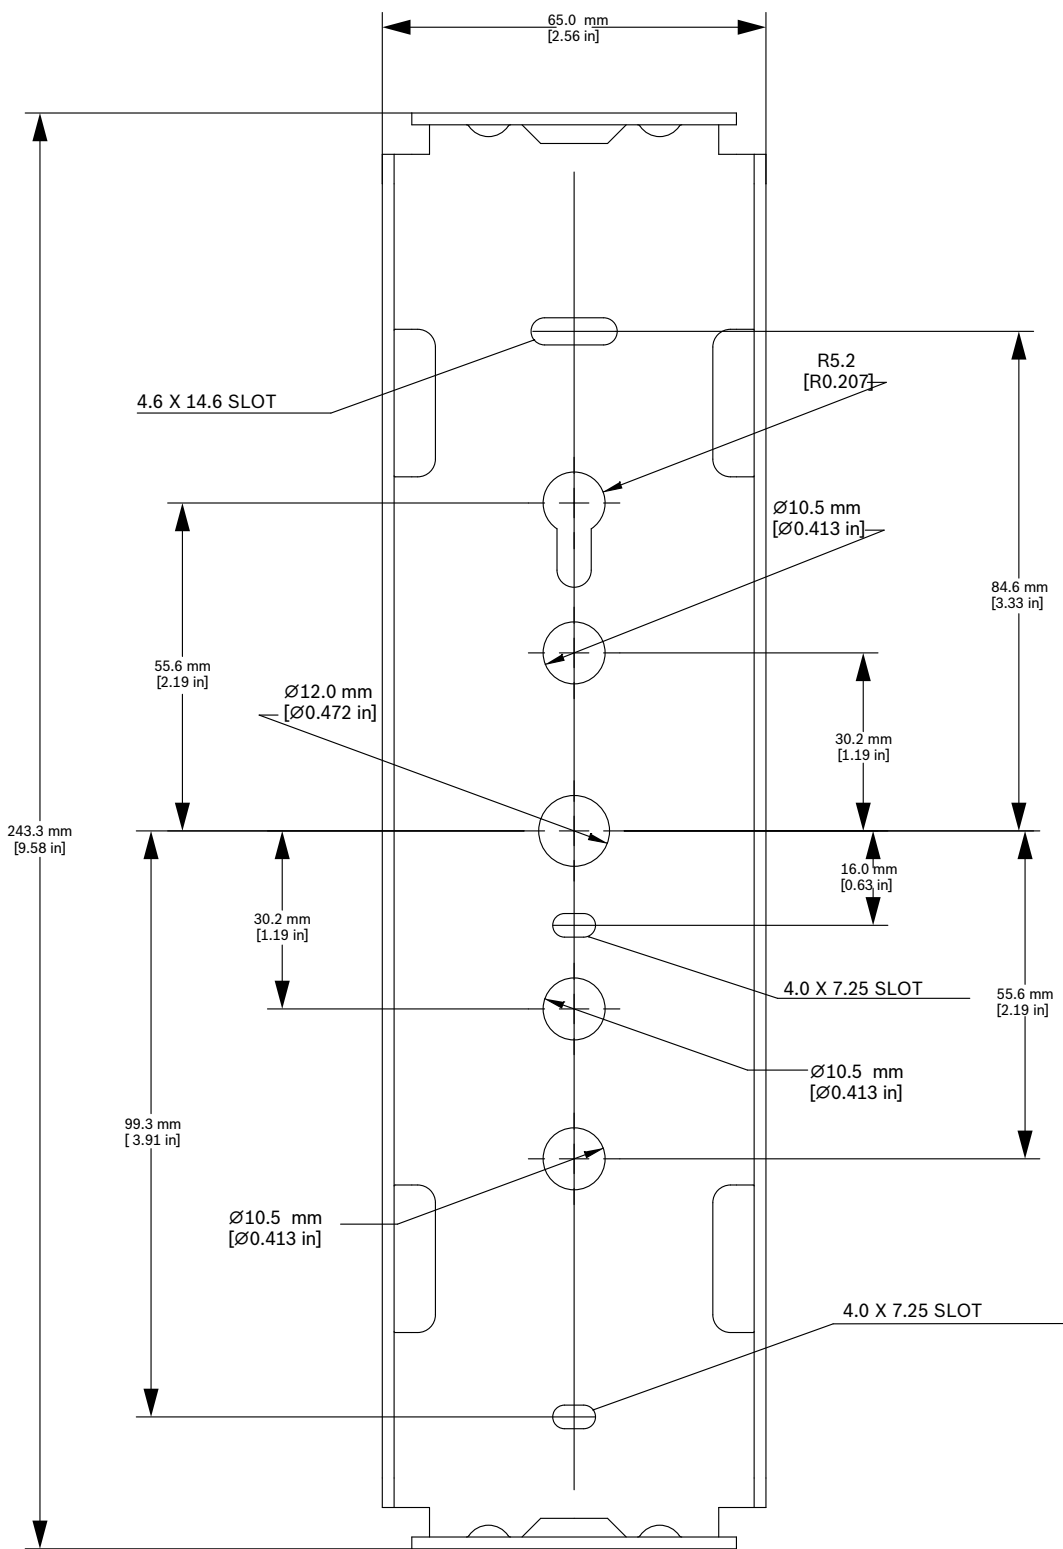 65.0 mm
[2.56 in]
R5.2
[R0.207]
4.6 X 14.6 SLOT
Ø10.5 mm
[Ø0.413 in]
84.6 mm
[3.33 in]
55.6 mm
[2.19 in]
Ø12.0 mm
[Ø0.472 in]
30.2 mm
[1.19 in]
243.3 mm
[9.58 in]
16.0 mm
[0.63 in]
30.2 mm
[1.19 in]
4.0 X 7.25 SLOT
55.6 mm
[2.19 in]
Ø10.5 mm
[Ø0.413 in]
99.3 mm
[ 3.91 in]
Ø10.5 mm
[Ø0.413 in]
4.0 X 7.25 SLOT